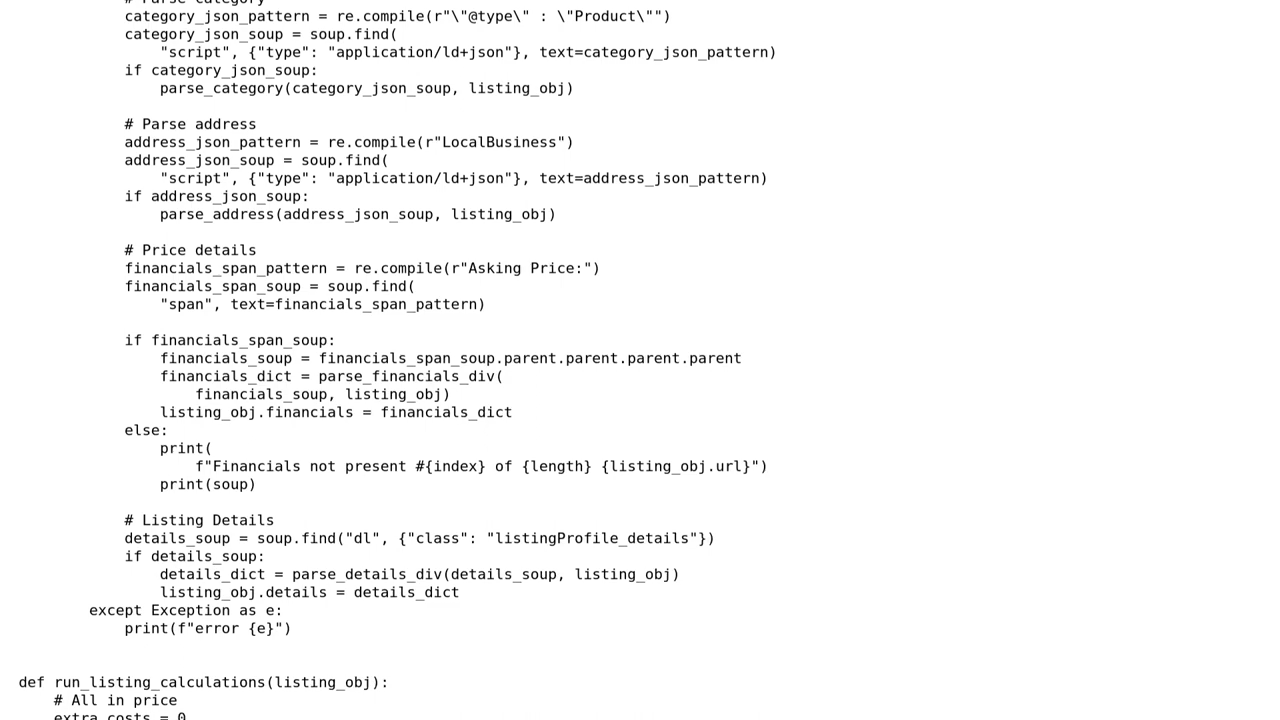 # Parse category
category_json_pattern = re.compile(r"\"@type\" : \"Product\"")
category_json_soup = soup.find(
"script", {"type": "application/ld+json"}, text=category_json_pattern)
if category_json_soup:
parse_category(category_json_soup, listing_obj)
# Parse address
address_json_pattern = re.compile(r"LocalBusiness")
address_json_soup = soup.find(
"script", {"type": "application/ld+json"}, text=address_json_pattern)
if address_json_soup:
parse_address(address_json_soup, listing_obj)
# Price details
financials_span_pattern = re.compile(r"Asking Price:")
financials_span_soup = soup.find(
"span", text=financials_span_pattern)
if financials_span_soup:
financials_soup = financials_span_soup.parent.parent.parent.parent
financials_dict = parse_financials_div(
financials_soup, listing_obj)
listing_obj.financials = financials_dict
else:
print(
f"Financials not present #{index} of {length} {listing_obj.url}")
print(soup)
# Listing Details
details_soup = soup.find("dl", {"class": "listingProfile_details"})
if details_soup:
details_dict = parse_details_div(details_soup, listing_obj)
listing_obj.details = details_dict
except Exception as e:
print(f"error {e}")
def run_listing_calculations(listing_obj):
# All in price
extra_costs = 0